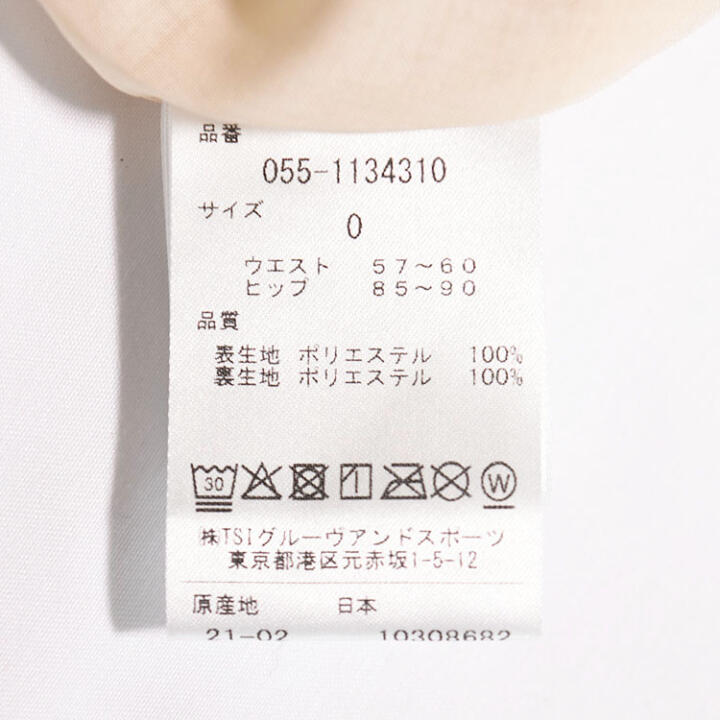 品番
055-1134310
サイズ
0
ウエスト 57〜60
ヒップ 85〜90
品質
表生地 ポリエステル 100%
裏生地 ポリエステル 100%
30 W
㈱TSIグルーヴアンドスポーツ
東京都港区元赤坂1-5-12
原産地 日本
21-02 10308682